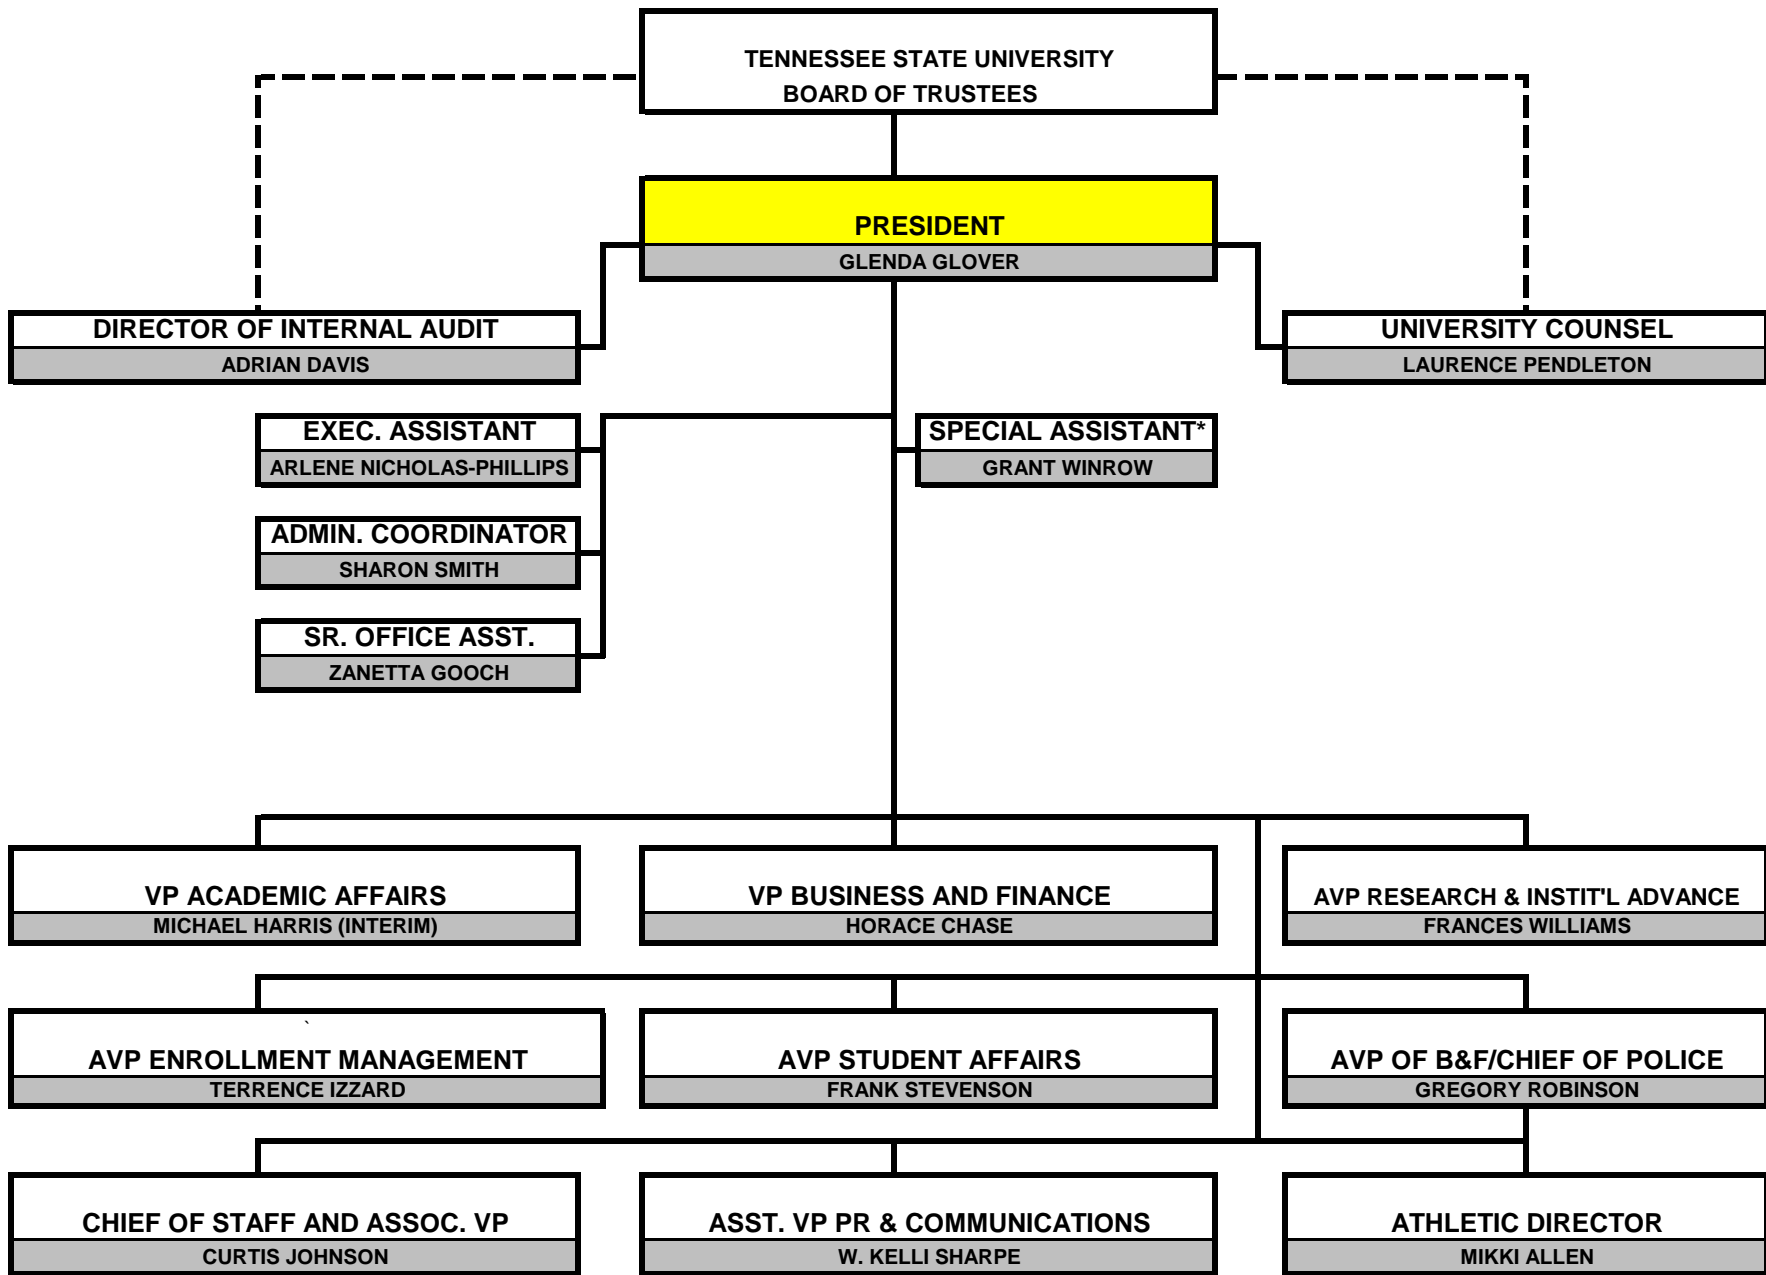 TENNESSEE STATE UNIVERSITY
BOARD OF TRUSTEES
PRESIDENT
GLENDA GLOVER
DIRECTOR OF INTERNAL AUDIT
ADRIAN DAVIS
UNIVERSITY COUNSEL
LAURENCE PENDLETON
EXEC. ASSISTANT
ARLENE NICHOLAS-PHILLIPS
SPECIAL ASSISTANT*
GRANT WINROW
ADMIN. COORDINATOR
SHARON SMITH
SR. OFFICE ASST.
ZANETTA GOOCH
VP ACADEMIC AFFAIRS
MICHAEL HARRIS (INTERIM)
VP BUSINESS AND FINANCE
HORACE CHASE
AVP RESEARCH & INSTIT'L ADVANCE
FRANCES WILLIAMS
`
AVP ENROLLMENT MANAGEMENT
TERRENCE IZZARD
AVP STUDENT AFFAIRS
FRANK STEVENSON
AVP OF B&F/CHIEF OF POLICE
GREGORY ROBINSON
CHIEF OF STAFF AND ASSOC. VP
CURTIS JOHNSON
ASST. VP PR & COMMUNICATIONS
W. KELLI SHARPE
ATHLETIC DIRECTOR
MIKKI ALLEN